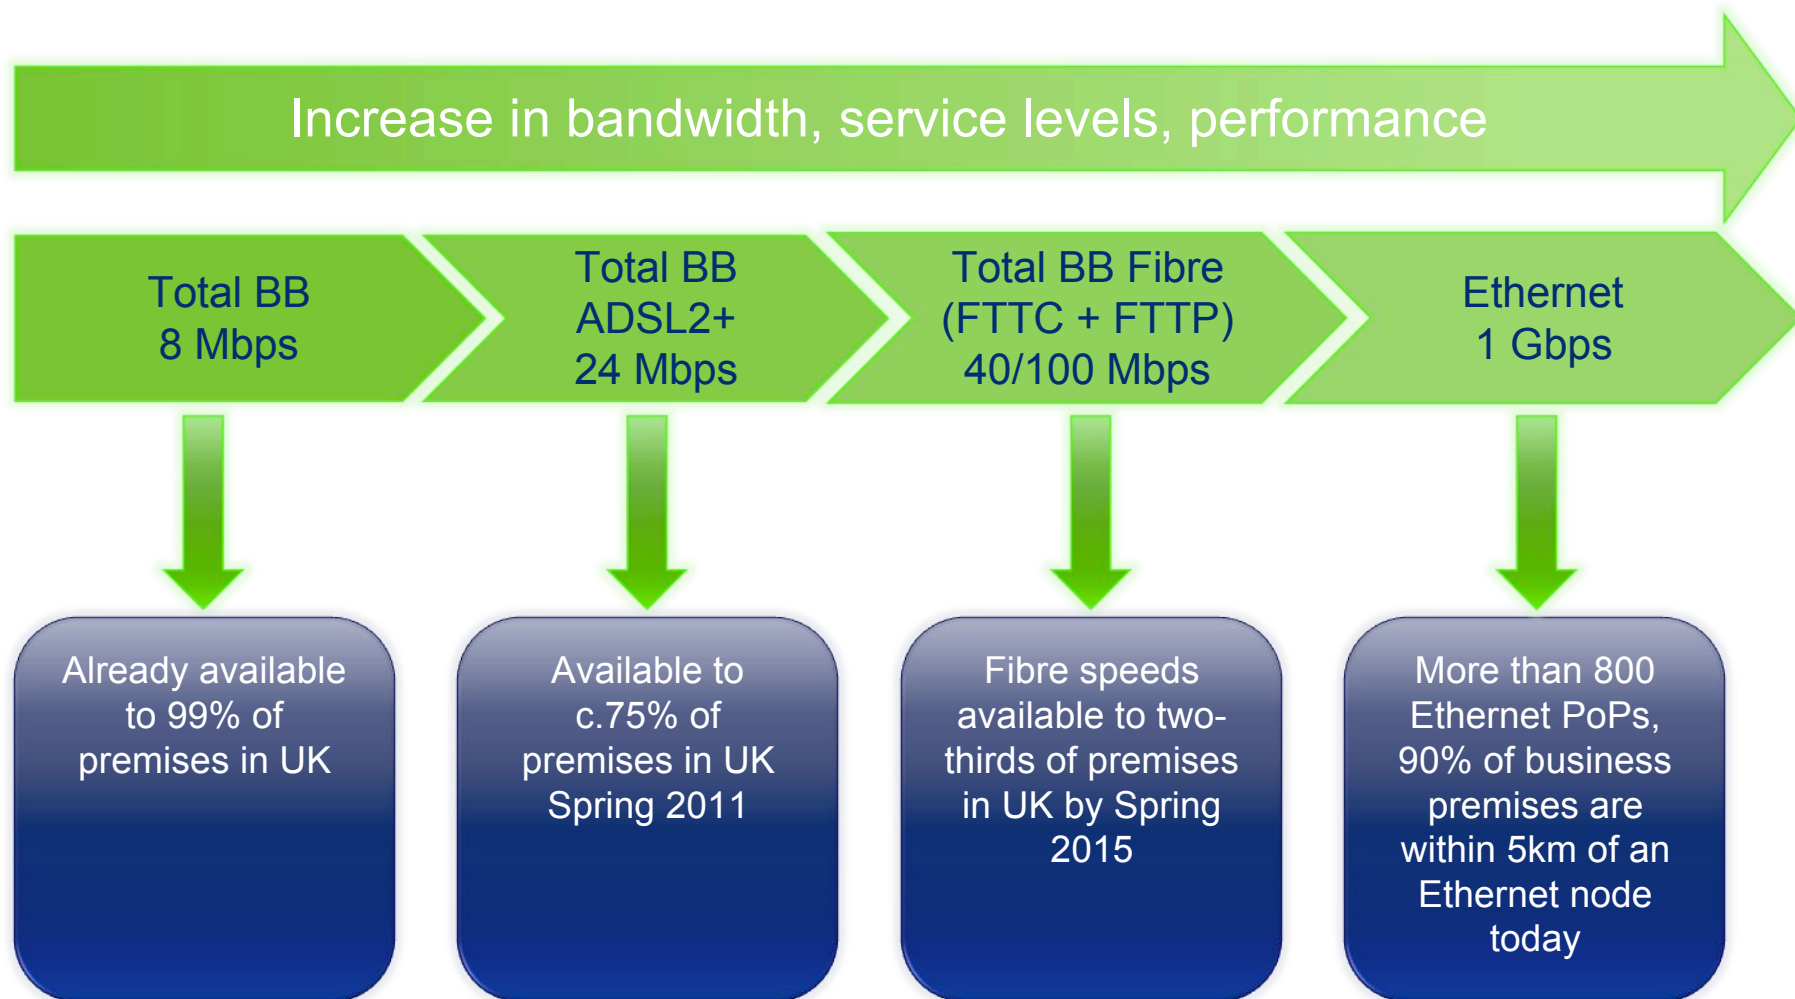 Increase in bandwidth, service levels, performance
Total BB
8 Mbps
Total BB
ADSL2+
24 Mbps
Total BB Fibre
(FTTC + FTTP)
40/100 Mbps
Ethernet
1 Gbps
Already available
to 99% of
premises in UK
Available to
c.75% of
premises in UK
Spring 2011
Fibre speeds
available to two-
thirds of premises
in UK by Spring
2015
More than 800
Ethernet PoPs,
90% of business
premises are
within 5km of an
Ethernet node
today